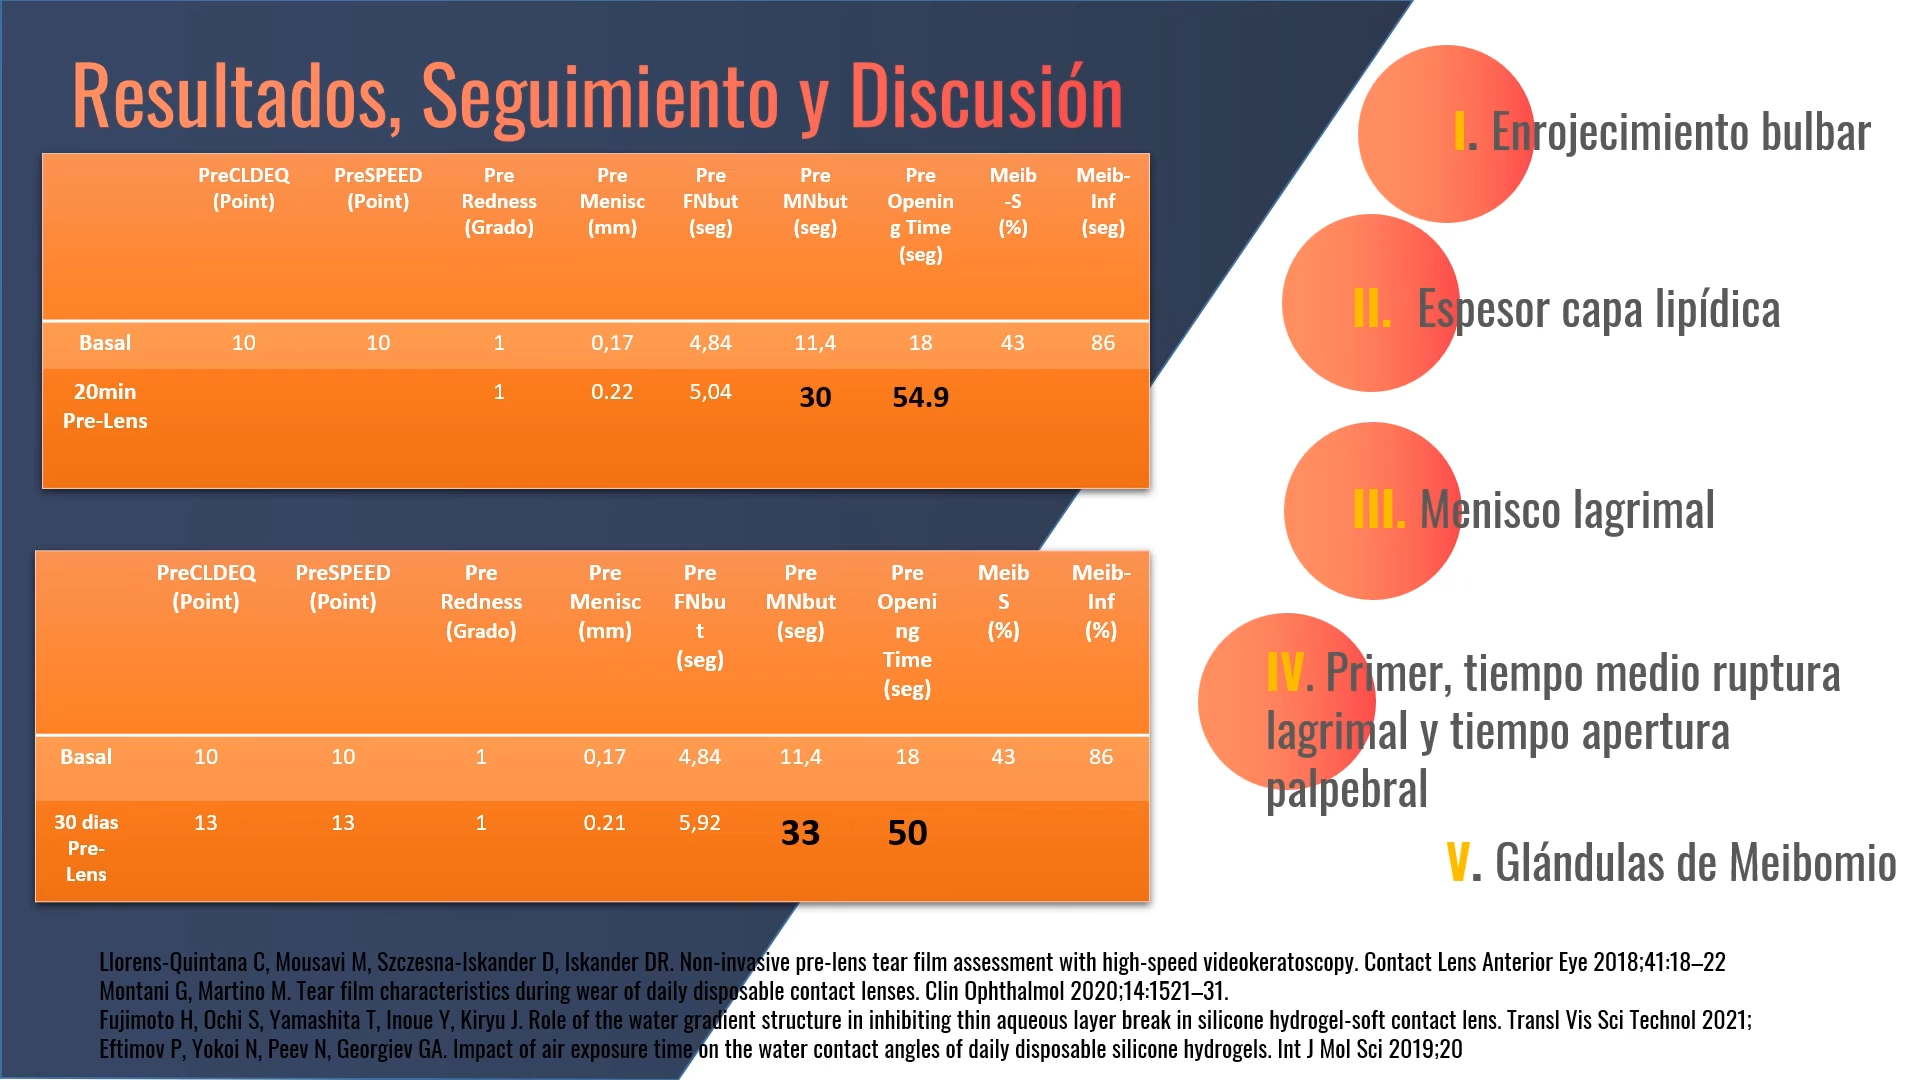 Resultados, Seguimiento y Discusión
PreCLDEQ (Point) PreSPEED (Point) Pre Redness (Grado) Pre Menisc (mm) Pre FNbut (seg) Pre MNbut (seg) Pre Openin g Time (seg) Meib -S (%) Meib- Inf (seg)
Basal 10 10 1 0,17 4,84 11,4 18 43 86
20min Pre-Lens 1 0.22 5,04 30 54.9
PreCLDEQ (Point) PreSPEED (Point) Pre Redness (Grado) Pre Menisc (mm) Pre FNbu t (seg) Pre MNbut (seg) Pre Openi ng Time (seg) Meib S (%) Meib- Inf (%)
Basal 10 10 1 0,17 4,84 11,4 18 43 86
30 dias Pre- Lens 13 13 1 0.21 5,92 33 50
I. Enrojecimiento bulbar
II. Espesor capa lipídica
III. Menisco lagrimal
IV. Primer, tiempo medio ruptura
lagrimal y tiempo apertura
palpebral
V. Glándulas de Meibomio
Llorens-Quintana C, Mousavi M, Szczesna-Iskander D, Iskander DR. Non-invasive pre-lens tear film assessment with high-speed videokeratoscopy. Contact Lens Anterior Eye 2018;41:18–22
Montani G, Martino M. Tear film characteristics during wear of daily disposable contact lenses. Clin Ophthalmol 2020;14:1521–31.
Fujimoto H, Ochi S, Yamashita T, Inoue Y, Kiryu J. Role of the water gradient structure in inhibiting thin aqueous layer break in silicone hydrogel-soft contact lens. Transl Vis Sci Technol 2021;
Eftimov P, Yokoi N, Peev N, Georgiev GA. Impact of air exposure time on the water contact angles of daily disposable silicone hydrogels. Int J Mol Sci 2019;20